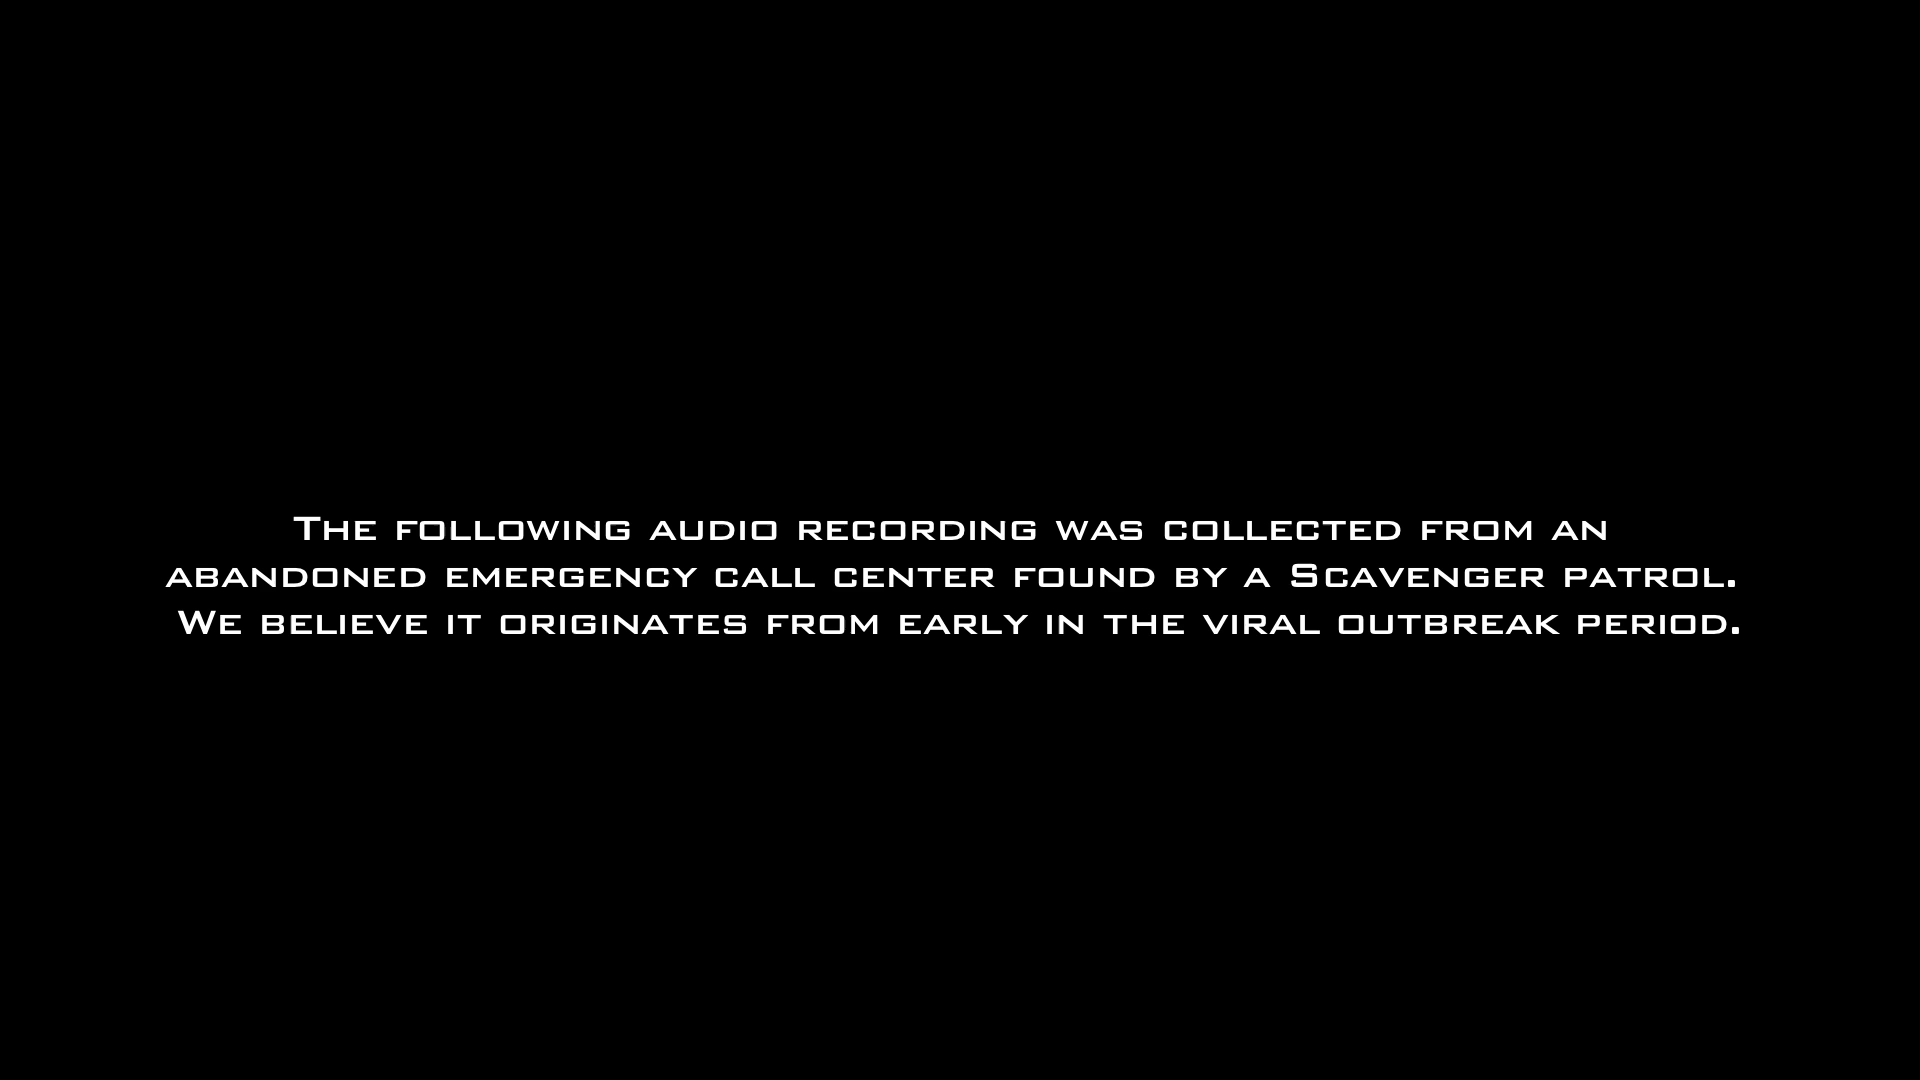 The following audio recording was collected from an
abandoned emergency call center found by a Scavenger patrol.
We believe it originates from early in the viral outbreak period.